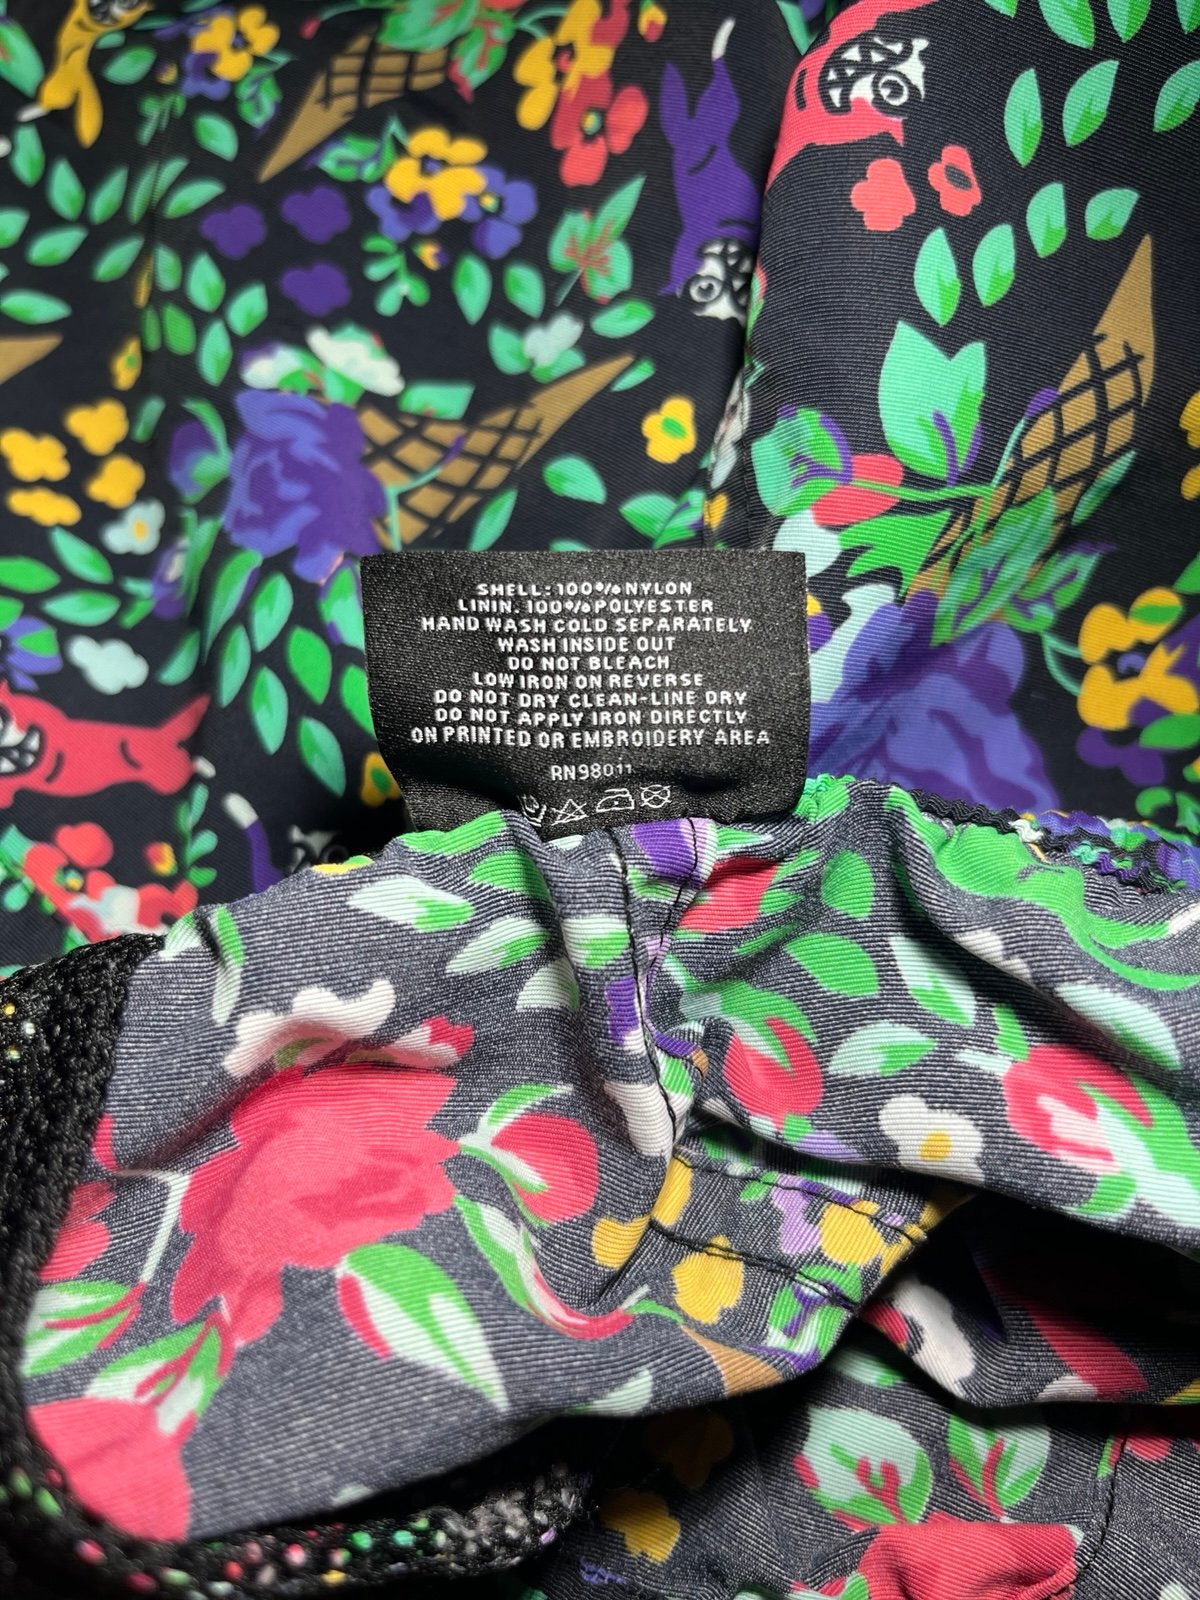 SHELL: 100% NYLON
LININ. 100% POLYESTER
HAND WASH COLD SEPARATELY
WASH INSIDE OUT
DO NOT BLEACH
LOW IRON ON REVERSE
DO NOT DRY CLEAN-LINE DRY
DO NOT APPLY IRON DIRECTLY
ON PRINTED OR EMBROIDERY AREA
RN98011